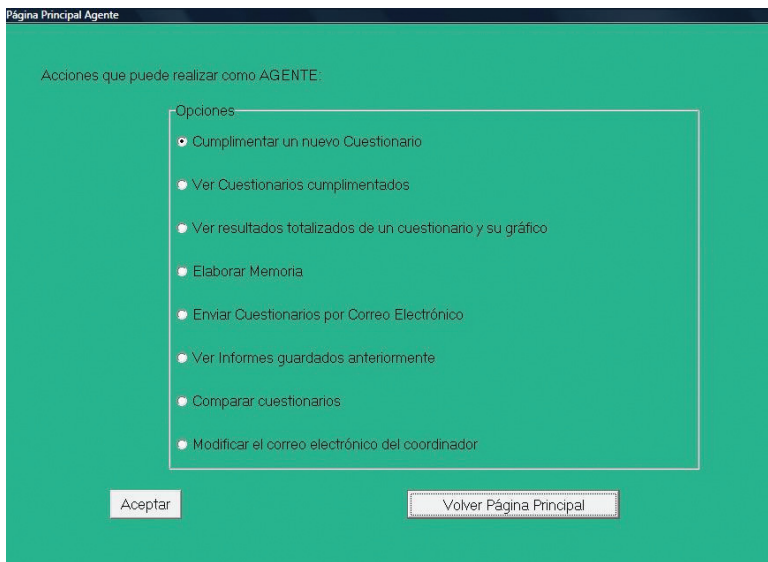 Página Principal Agente
Acciones que puede realizar como AGENTE:
Opciones
Cumplimentar un nuevo Cuestionario
Ver Cuestionarios cumplimentados
Ver resultados totalizados de un cuestionario y su gráfico
Elaborar Memoria
Enviar Cuestionarios por Correo Electrónico
Ver Informes guardados anteriormente
Comparar cuestionarios
Modificar el correo electrónico del coordinador
Aceptar
Volver Página Principal